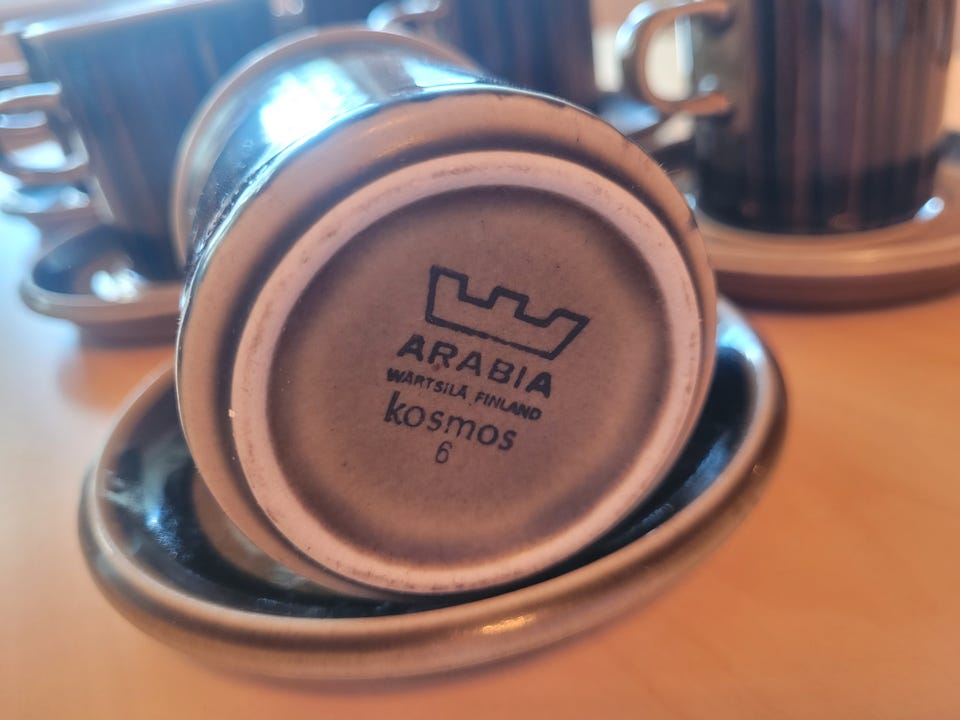 ARABIA
WÄRTSILÄ, FINLAND
kosmos
6